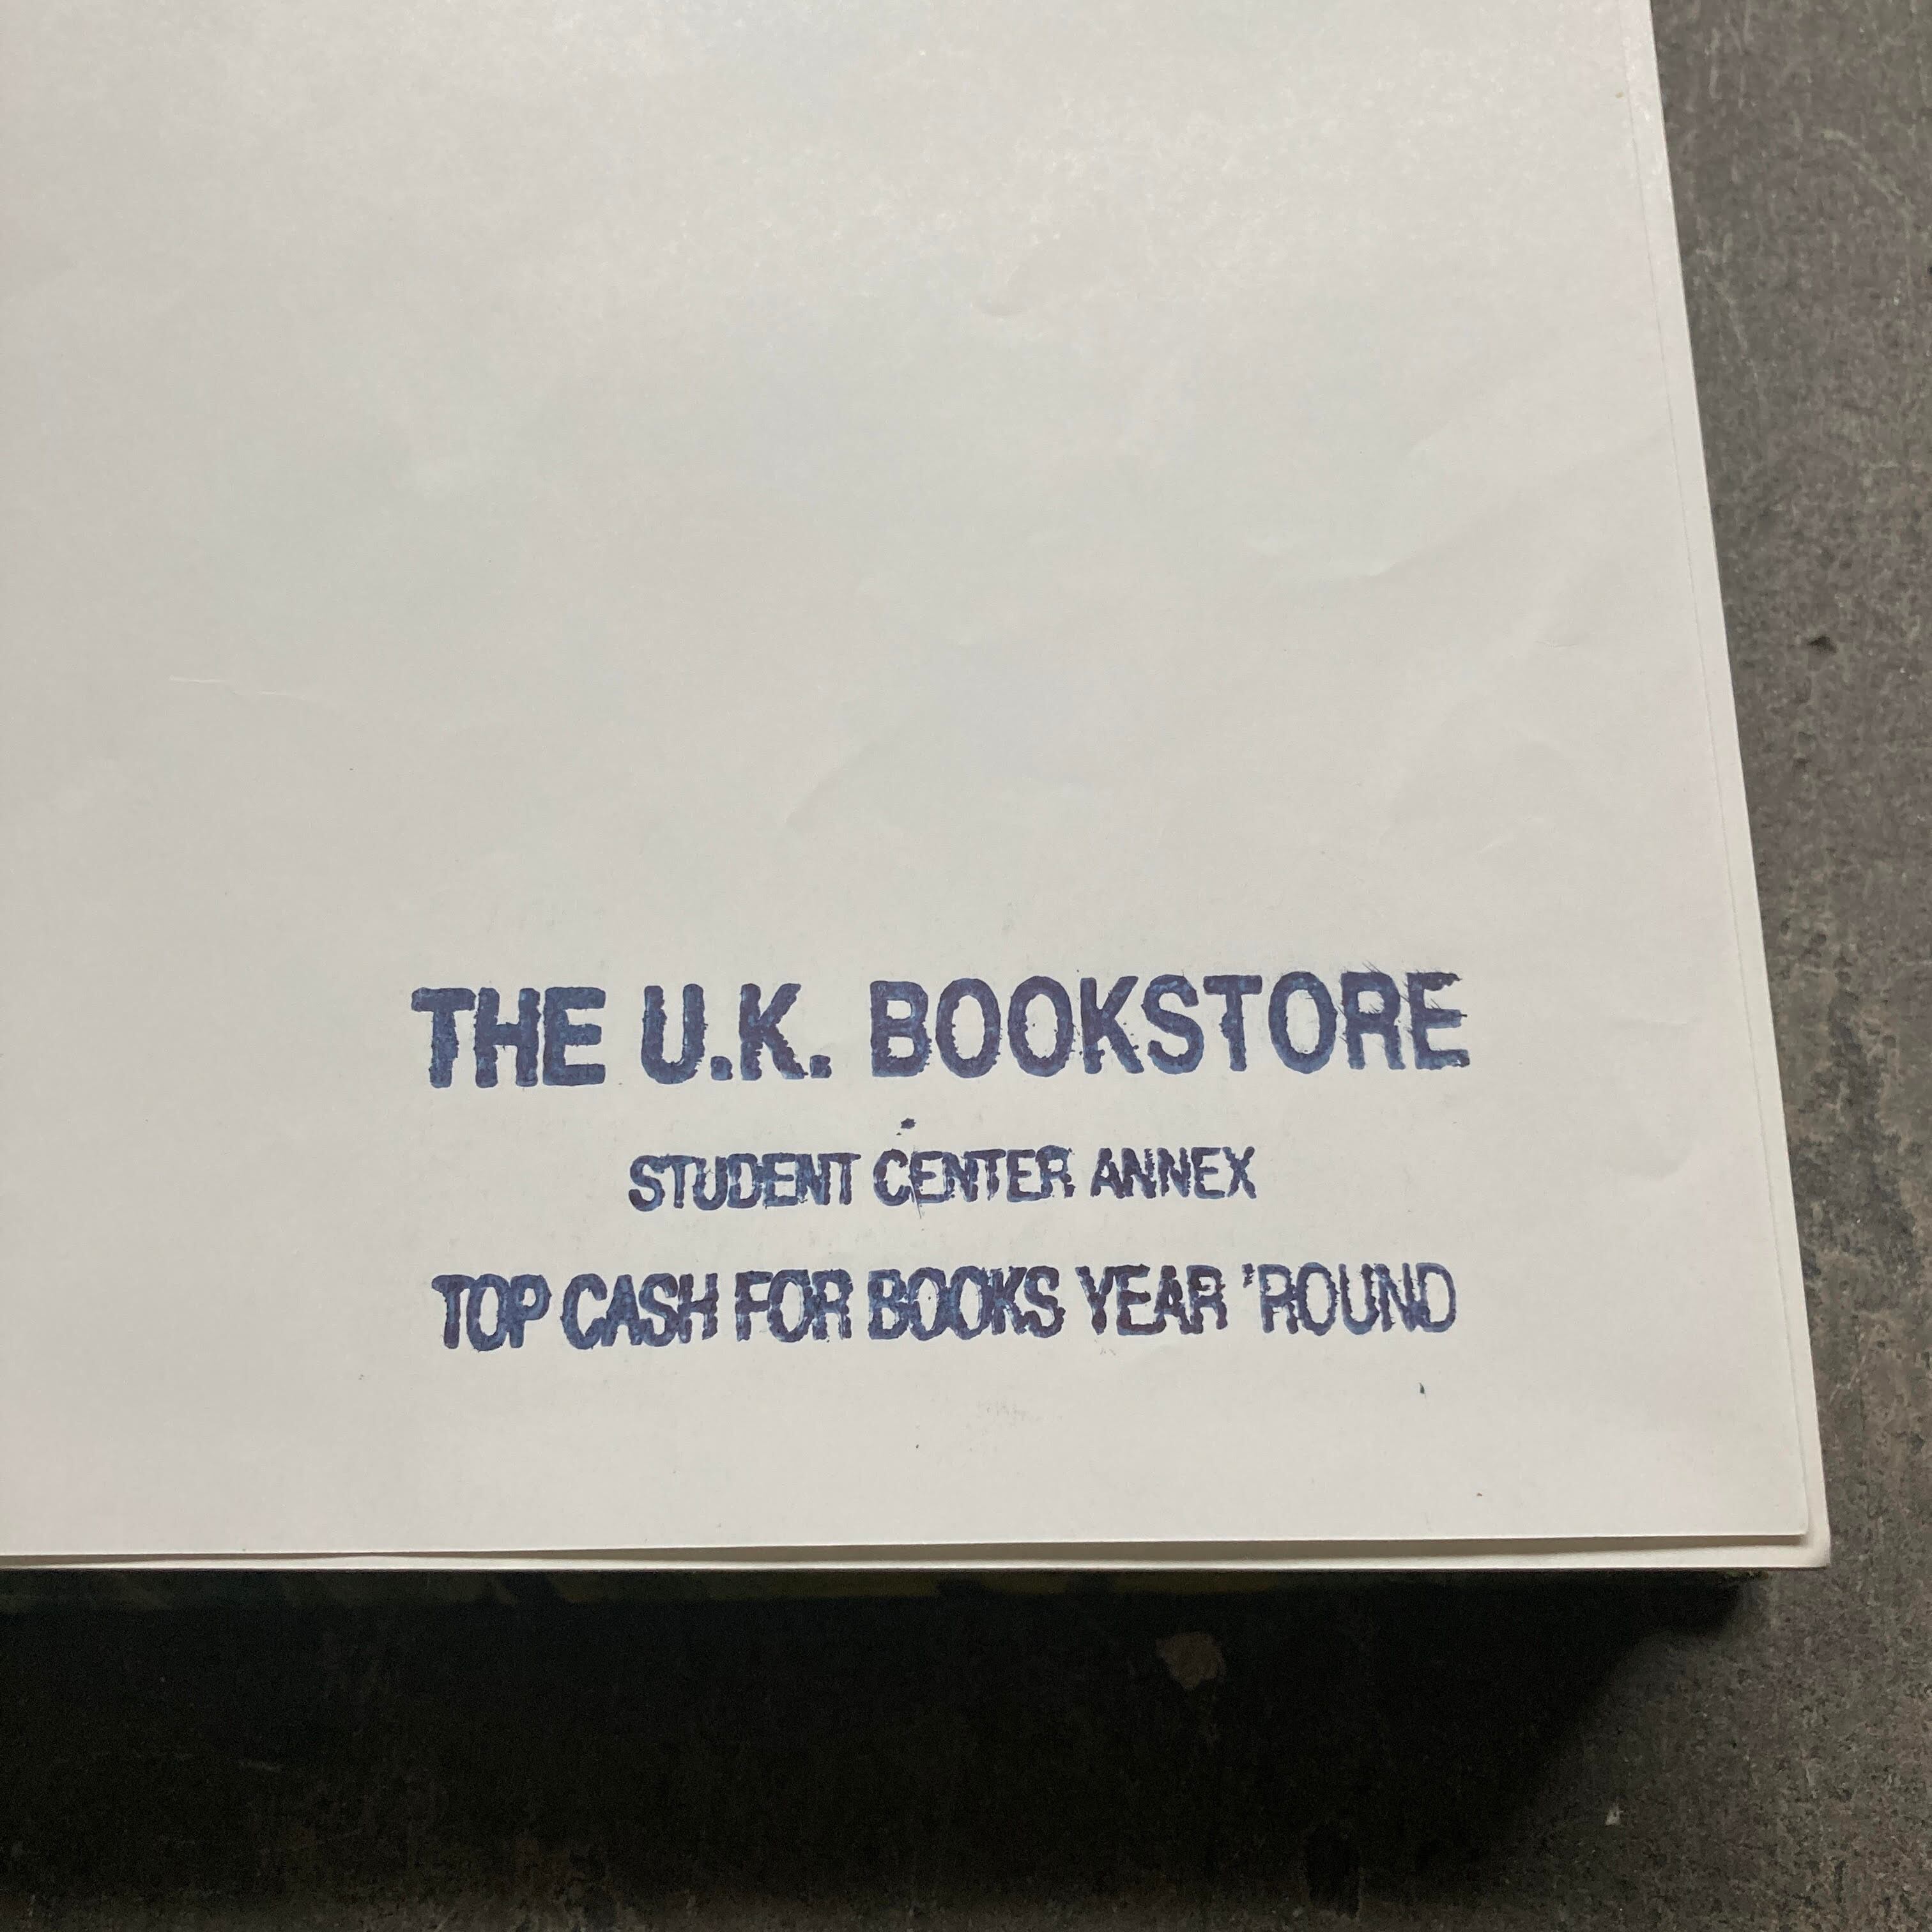 THE U.K. BOOKSTORE
STUDENT CENTER ANNEX
TOP CASH FOR BOOKS YEAR 'ROUND